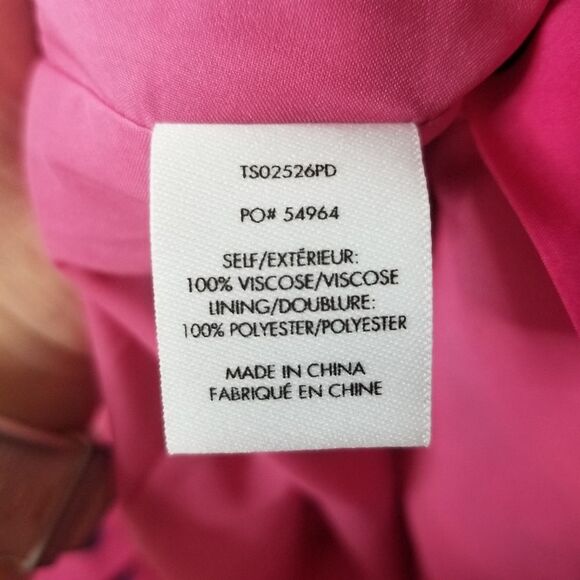 TS02526PD
PO# 54964
SELF/EXTÉRIEUR:
100% VISCOSE/VISCOSE
LINING/DOUBLURE:
100% POLYESTER/POLYESTER
MADE IN CHINA
FABRIQUÉ EN CHINE